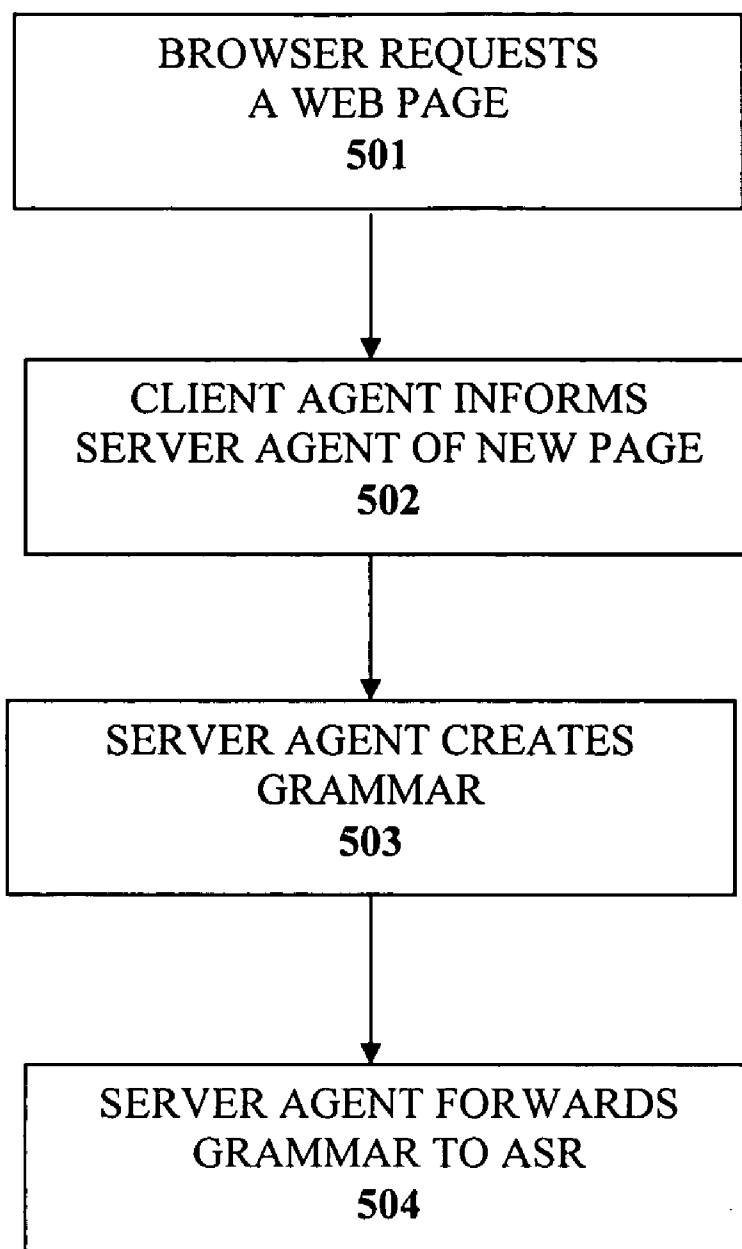 BROWSER REQUESTS
A WEB PAGE
501
CLIENT AGENT INFORMS
SERVER AGENT OF NEW PAGE
502
SERVER AGENT CREATES
GRAMMAR
503
SERVER AGENT FORWARDS
GRAMMAR TO ASR
504